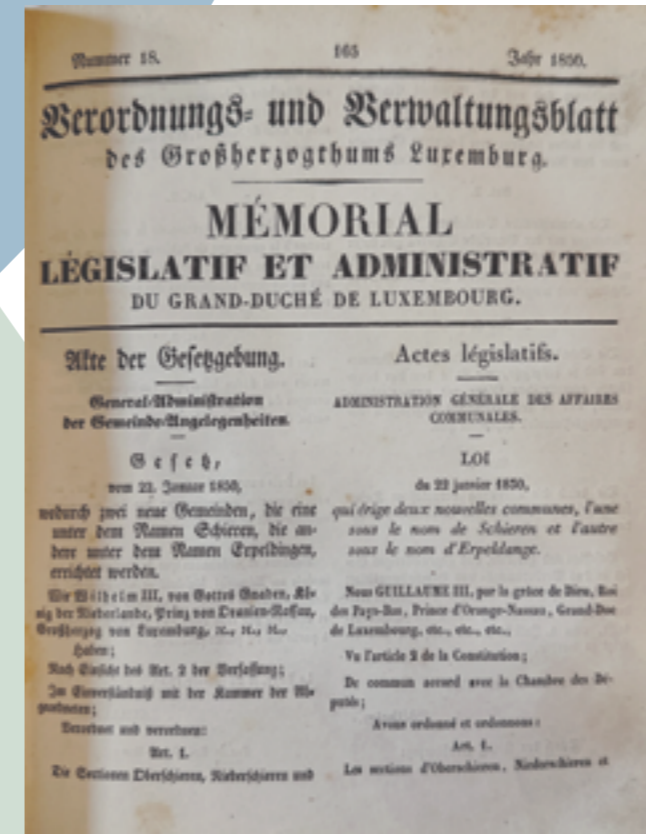 Nummer 18.
165
Jahr 1850.
Verordnungs- und Verwaltungsblatt
des Großherzogthums Luxemburg.
MÉMORIAL
LÉGISLATIF ET ADMINISTRATIF
DU GRAND-DUCHÉ DE LUXEMBOURG.
Akte der Gesetzgebung.
General-Administration
der Gemeinde-Angelegenheiten.
Gesetz,
vom 22. Januar 1850,
wodurch zwei neue Gemeinden, die eine
unter dem Namen Schieren, die an-
dere unter dem Namen Erpeldingen,
errichtet werden.
Wir Wilhelm III, von Gottes Gnaden, Kö-
nig der Niederlande, Prinz von Oranien-Nassau,
Großherzog von Luxemburg, ꝛc., ꝛc., ꝛc.,
Haben;
Nach Einsicht des Art. 2 der Verfassung;
Im Einverständniß mit der Kammer der Ab-
geordneten;
Verordnet und verordnen:
Art. 1.
Die Sectionen Oberschieren, Niederschieren und
Actes législatifs.
ADMINISTRATION GÉNÉRALE DES AFFAIRES
COMMUNALES.
LOI
du 22 janvier 1850,
qui érige deux nouvelles communes, l'une
sous le nom de Schieren et l'autre
sous le nom d'Erpeldange.
Nous GUILLAUME III, par la grâce de Dieu, Roi
des Pays-Bas, Prince d'Orange-Nassau, Grand-Duc
de Luxembourg, etc., etc., etc.,
Vu l'article 2 de la Constitution;
De commun accord avec la Chambre des Dé-
putés;
Avons ordonné et ordonnons:
Art. 1.
Les sections d'Oberschieren, Niederschieren et